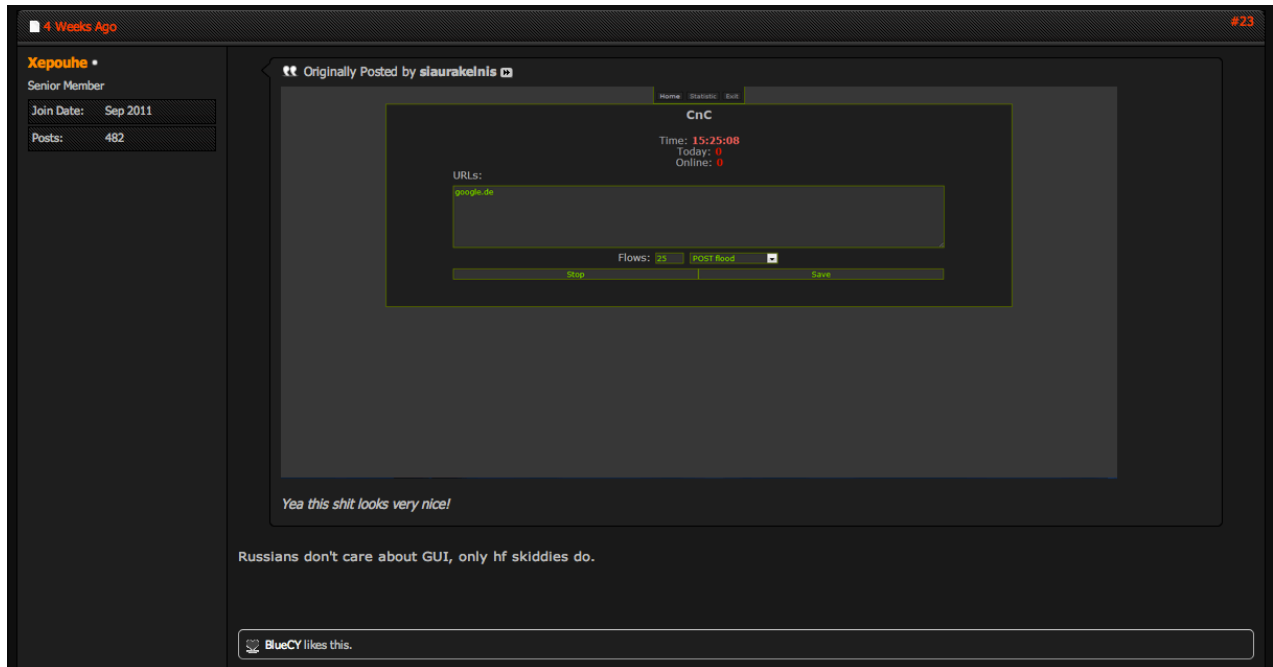 4 Weeks Ago
#23
Xepouhe
Senior Member
Join Date: Sep 2011
Posts: 482
Originally Posted by siaurakelnis
Home Statistic Exit
CnC
Time: 15:25:08
Today: 0
Online: 0
URLs:
google.de
Flows: 25 POST flood
Stop Save
Yea this shit looks very nice!
Russians don't care about GUI, only hf skiddies do.
BlueCY likes this.